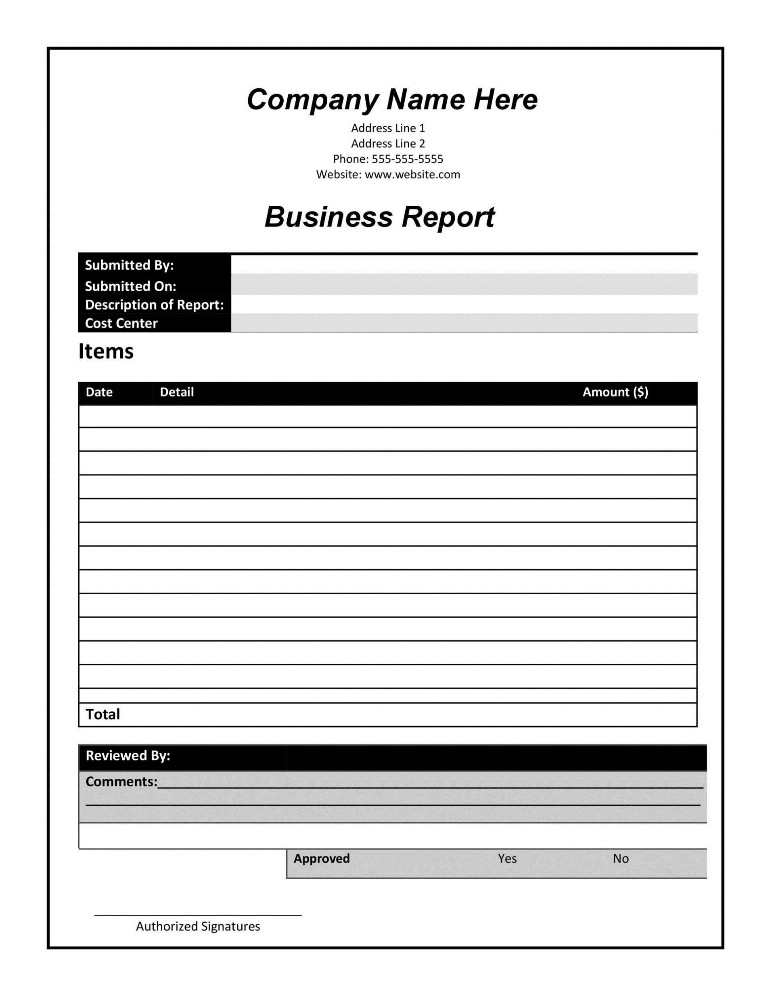 Company Name Here
Address Line 1
Address Line 2
Phone: 555-555-5555
Website: www.website.com
Business Report
Submitted By:
Submitted On:
Description of Report:
Cost Center
Items
Date Detail Amount ($)
Total
Reviewed By:
Comments:
Approved Yes No
Authorized Signatures